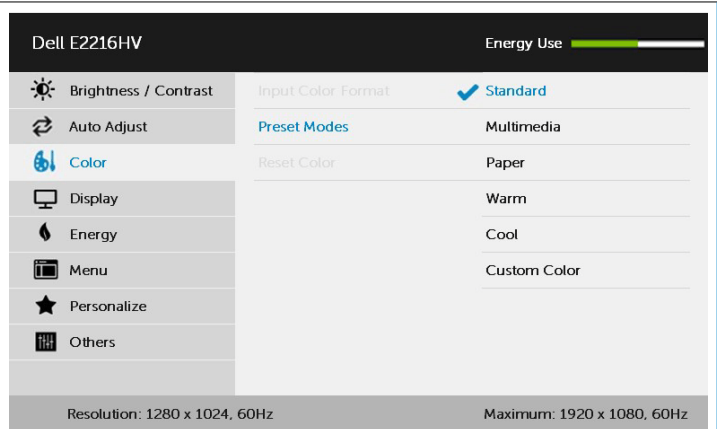 Dell E2216HV
Energy Use
Brightness / Contrast
Input Color Format
Standard
Auto Adjust
Preset Modes
Multimedia
Color
Reset Color
Paper
Display
Warm
Energy
Cool
Menu
Custom Color
Personalize
Others
Resolution: 1280 x 1024, 60Hz
Maximum: 1920 x 1080, 60Hz